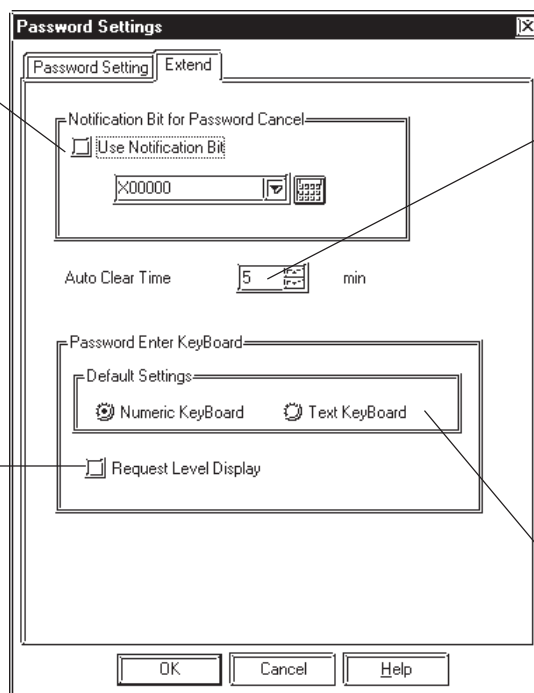 Password Settings
Password Setting Extend
Notification Bit for Password Cancel
Use Notification Bit
X00000
Auto Clear Time 5 min
Password Enter KeyBoard
Default Settings
Numeric KeyBoard Text KeyBoard
Request Level Display
OK Cancel Help